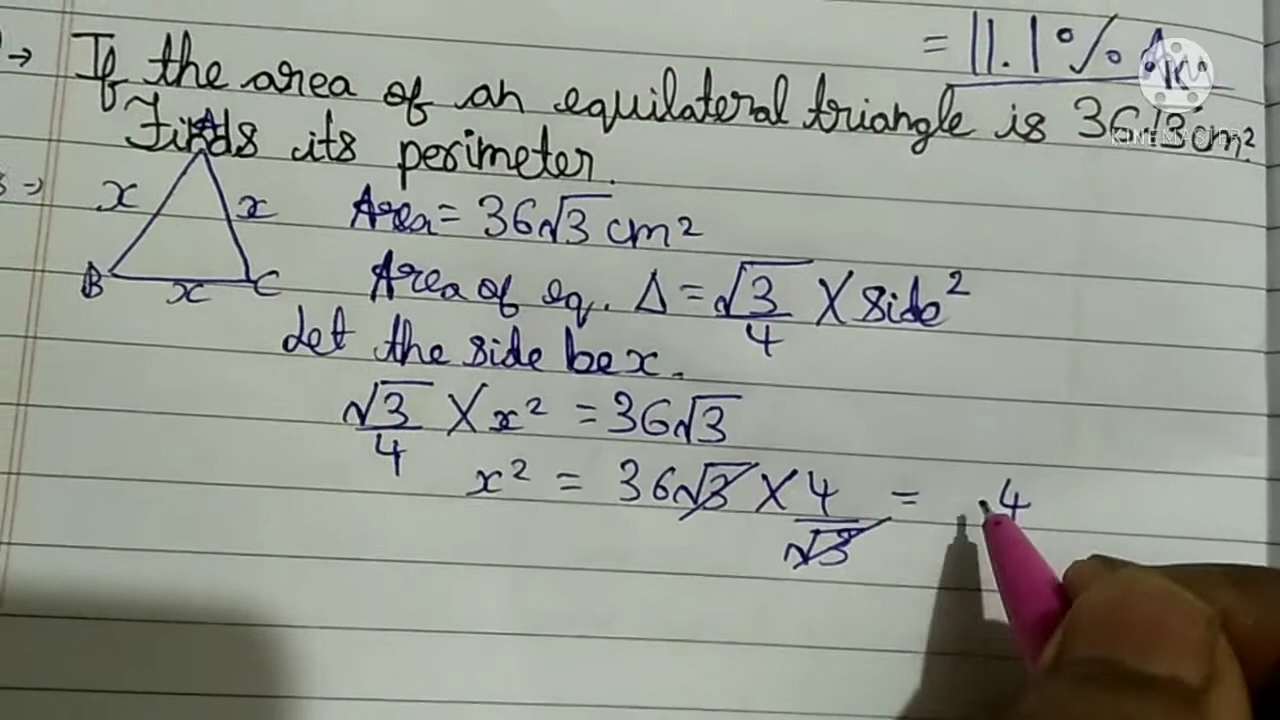 = 11.1% Ans
→ If the area of an equilateral triangle is 36√3 cm².
KINEMASTER
Finds its perimeter.
A
x x Area = 36√3 cm²
B x C Area of eq. Δ = √3/4 × side²
Let the side be x.
√3/4 × x² = 36√3
x² = 36√3 × 4/√3 = 4